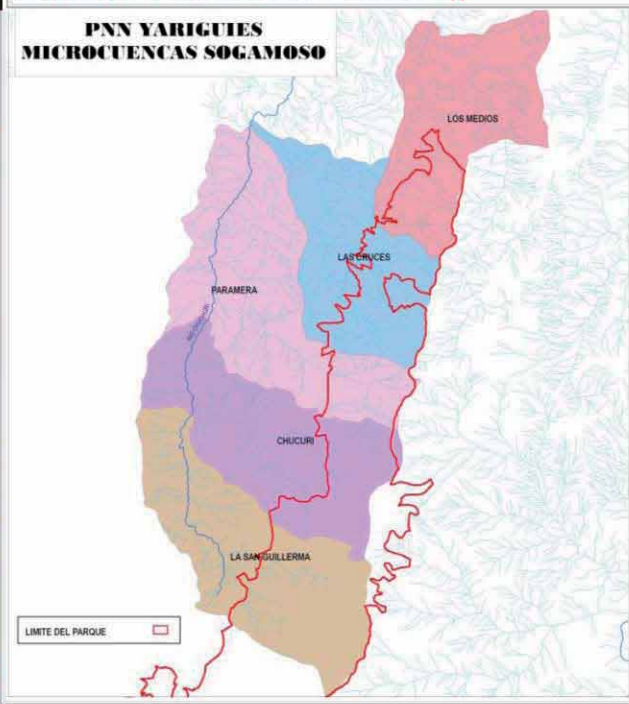 PNN YARIGUIES
MICROCUENCAS SOGAMOSO
LOS MEDIOS
LAS CRUCES
PARAMERA
CHUCURI
LA SAN GUILLERMA
LIMITE DEL PARQUE